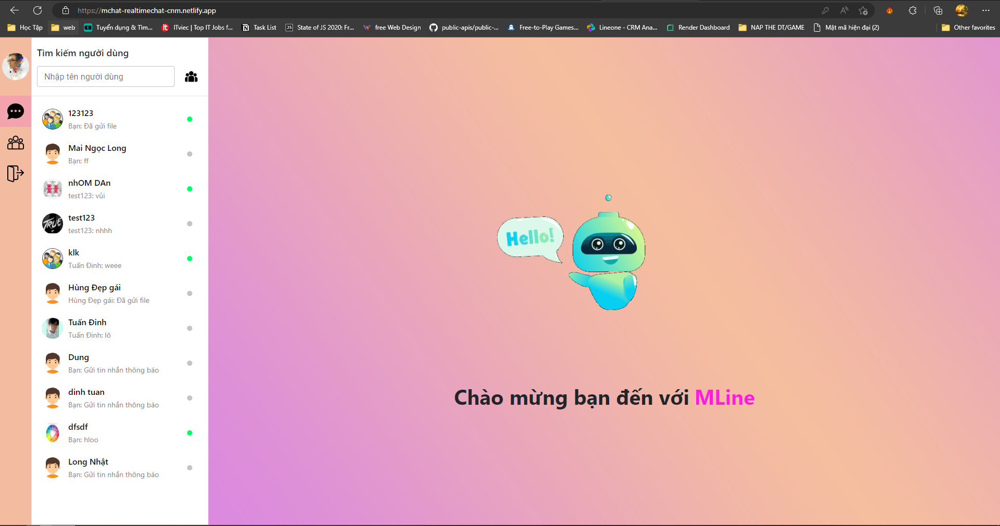 https://mchat-realtimechat-cnm.netlify.app
Học Tập
web
Tuyển dụng & Tìm...
ITviec | Top IT Jobs f...
Task List
State of JS 2020: Fr...
free Web Design
public-apis/public-...
Free-to-Play Games...
Lineone - CRM Ana...
Render Dashboard
NAP THE DT/GAME
Mật mã hiện đại (2)
Other favorites
Tìm kiếm người dùng
Nhập tên người dùng
123123
Bạn: Đã gửi file
Mai Ngọc Long
Bạn: ff
nhOM DAn
test123: vủi
TRUE
test123
test123: nhhh
klk
Tuấn Đinh: weee
Hùng Đẹp gái
Hùng Đẹp gái: Đã gửi file
Tuấn Đinh
Tuấn Đinh: lô
Dung
Bạn: Gửi tin nhắn thông báo
dinh tuan
Bạn: Gửi tin nhắn thông báo
dfsdf
Bạn: hloo
Long Nhật
Bạn: Gửi tin nhắn thông báo
Hello!
Chào mừng bạn đến với MLine